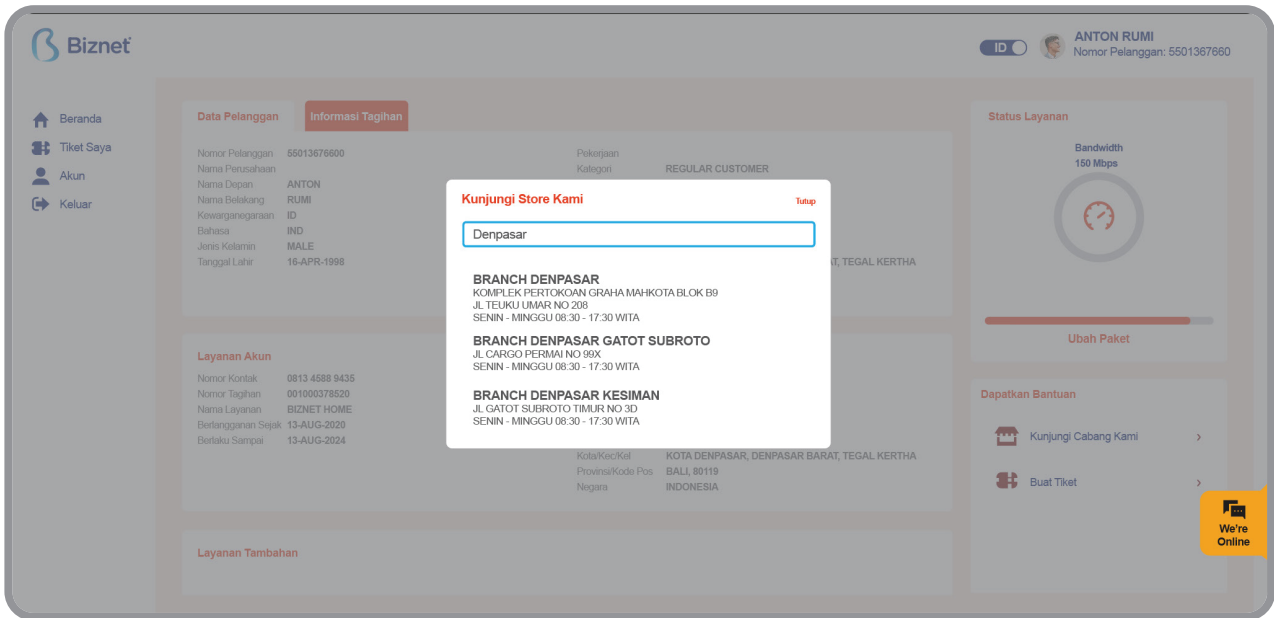 Biznet
ID
ANTON RUMI
Nomor Pelanggan: 5501367660
Beranda
Tiket Saya
Akun
Keluar
Data Pelanggan
Informasi Tagihan
Nomor Pelanggan 55013676600
Nama Perusahaan
Nama Depan ANTON
Nama Belakang RUMI
Kewarganegaraan ID
Bahasa IND
Jenis Kelamin MALE
Tanggal Lahir 16-APR-1998
Pekerjaan
Kategori REGULAR CUSTOMER
AT, TEGAL KERTHA
Kunjungi Store Kami
Tutup
Denpasar
BRANCH DENPASAR
KOMPLEK PERTOKOAN GRAHA MAHKOTA BLOK B9
JL TEUKU UMAR NO 208
SENIN - MINGGU 08:30 - 17:30 WITA
BRANCH DENPASAR GATOT SUBROTO
JL CARGO PERMAI NO 99X
SENIN - MINGGU 08:30 - 17:30 WITA
BRANCH DENPASAR KESIMAN
JL GATOT SUBROTO TIMUR NO 3D
SENIN - MINGGU 08:30 - 17:30 WITA
Layanan Akun
Nomor Kontak 0813 4588 9435
Nomor Tagihan 001000378520
Nama Layanan BIZNET HOME
Berlangganan Sejak 13-AUG-2020
Berlaku Sampai 13-AUG-2024
Kota/Kec/Kel KOTA DENPASAR, DENPASAR BARAT, TEGAL KERTHA
Provinsi/Kode Pos BALI, 80119
Negara INDONESIA
Layanan Tambahan
Status Layanan
Bandwidth
150 Mbps
Ubah Paket
Dapatkan Bantuan
Kunjungi Cabang Kami
Buat Tiket
We're
Online